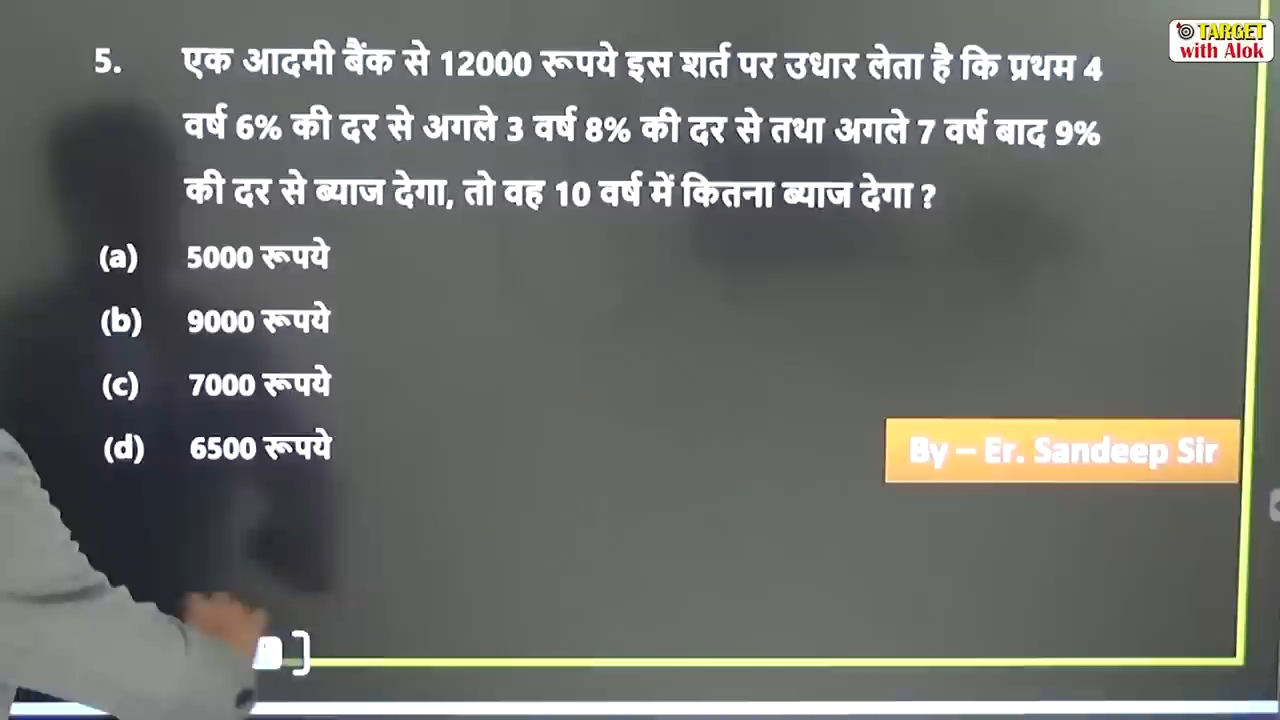 TARGET
with Alok
5. एक आदमी बैंक से 12000 रूपये इस शर्त पर उधार लेता है कि प्रथम 4
वर्ष 6% की दर से अगले 3 वर्ष 8% की दर से तथा अगले 7 वर्ष बाद 9%
की दर से ब्याज देगा, तो वह 10 वर्ष में कितना ब्याज देगा ?
(a) 5000 रूपये
(b) 9000 रूपये
(c) 7000 रूपये
(d) 6500 रूपये
By – Er. Sandeep Sir